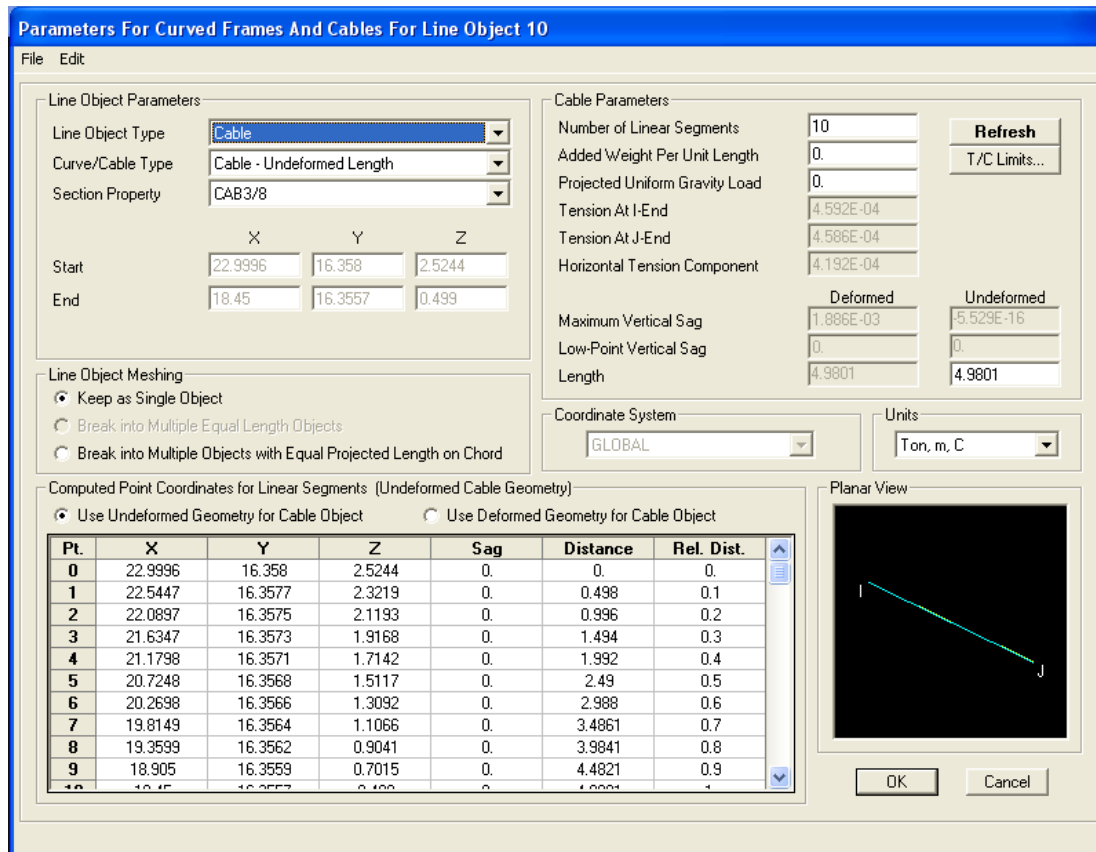 Parameters For Curved Frames And Cables For Line Object 10
File Edit
Line Object Parameters
Line Object Type Cable
Curve/Cable Type Cable - Undeformed Length
Section Property CAB3/8
X Y Z
Start 22.9996 16.358 2.5244
End 18.45 16.3557 0.499
Cable Parameters
Number of Linear Segments 10
Refresh
Added Weight Per Unit Length 0.
T/C Limits...
Projected Uniform Gravity Load 0.
Tension At I-End 4.592E-04
Tension At J-End 4.586E-04
Horizontal Tension Component 4.192E-04
Deformed Undeformed
Maximum Vertical Sag 1.886E-03 -5.529E-16
Low-Point Vertical Sag 0. 0.
Length 4.9801 4.9801
Line Object Meshing
Keep as Single Object
Break into Multiple Equal Length Objects
Break into Multiple Objects with Equal Projected Length on Chord
Coordinate System
GLOBAL
Units
Ton, m, C
Computed Point Coordinates for Linear Segments (Undeformed Cable Geometry)
Use Undeformed Geometry for Cable Object Use Deformed Geometry for Cable Object
Pt. X Y Z Sag Distance Rel. Dist.
0 22.9996 16.358 2.5244 0. 0. 0.
1 22.5447 16.3577 2.3219 0. 0.498 0.1
2 22.0897 16.3575 2.1193 0. 0.996 0.2
3 21.6347 16.3573 1.9168 0. 1.494 0.3
4 21.1798 16.3571 1.7142 0. 1.992 0.4
5 20.7248 16.3568 1.5117 0. 2.49 0.5
6 20.2698 16.3566 1.3092 0. 2.988 0.6
7 19.8149 16.3564 1.1066 0. 3.4861 0.7
8 19.3599 16.3562 0.9041 0. 3.9841 0.8
9 18.905 16.3559 0.7015 0. 4.4821 0.9
Planar View
I
J
OK Cancel